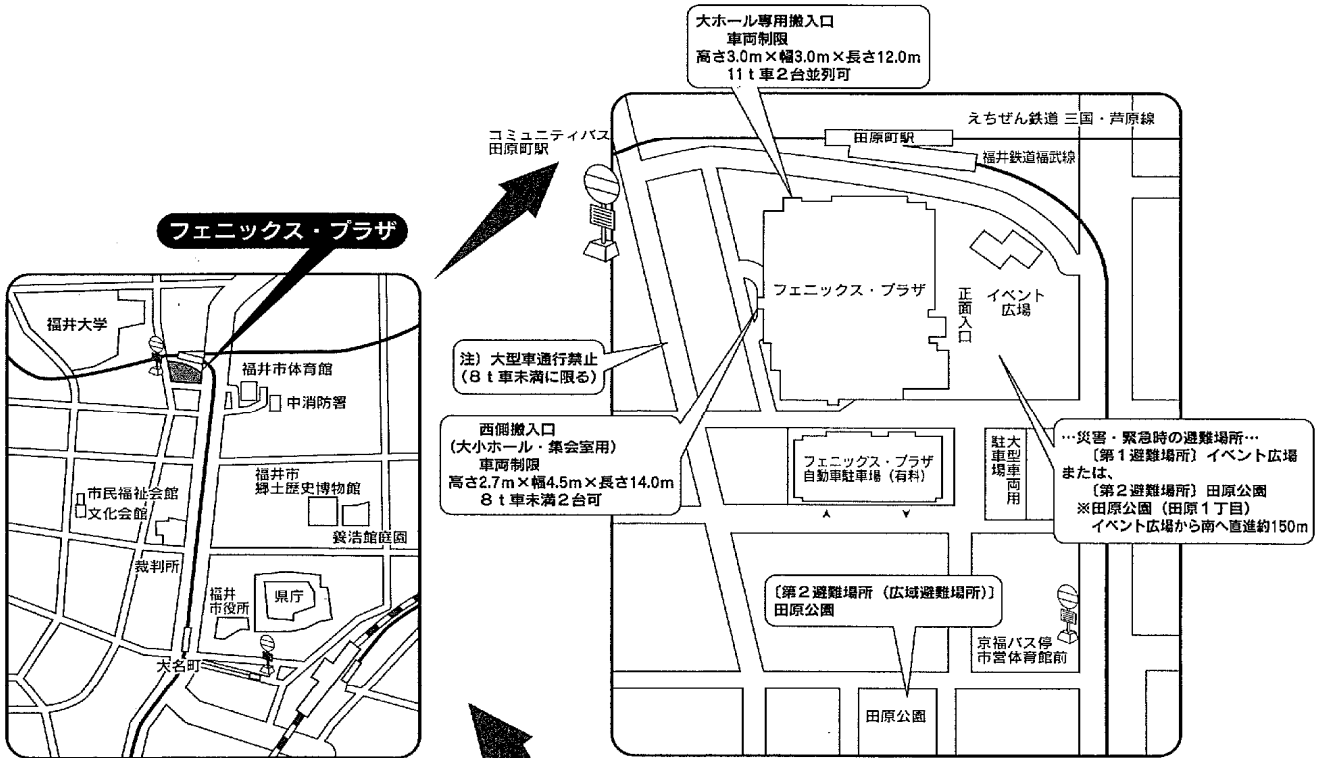 大ホール専用搬入口
車両制限
高さ3.0m×幅3.0m×長さ12.0m
11t車2台並列可
コミュニティバス
田原町駅
えちぜん鉄道 三国・芦原線
田原町駅
福井鉄道福武線
フェニックス・プラザ
福井大学
福井市体育館
中消防署
福井市
郷土歴史博物館
養浩館庭園
市民福祉会館
文化会館
裁判所
福井
市役所
県庁
大名町
フェニックス・プラザ
正面入口
イベント
広場
注）大型車通行禁止
（8t車未満に限る）
西側搬入口
（大小ホール・集会室用）
車両制限
高さ2.7m×幅4.5m×長さ14.0m
8t車未満2台可
フェニックス・プラザ
自動車駐車場（有料）
大型車両用
駐車場
…災害・緊急時の避難場所…
〔第1避難場所〕イベント広場
または、
〔第2避難場所〕田原公園
※田原公園（田原1丁目）
イベント広場から南へ直進約150m
〔第2避難場所（広域避難場所）〕
田原公園
京福バス停
市営体育館前
田原公園